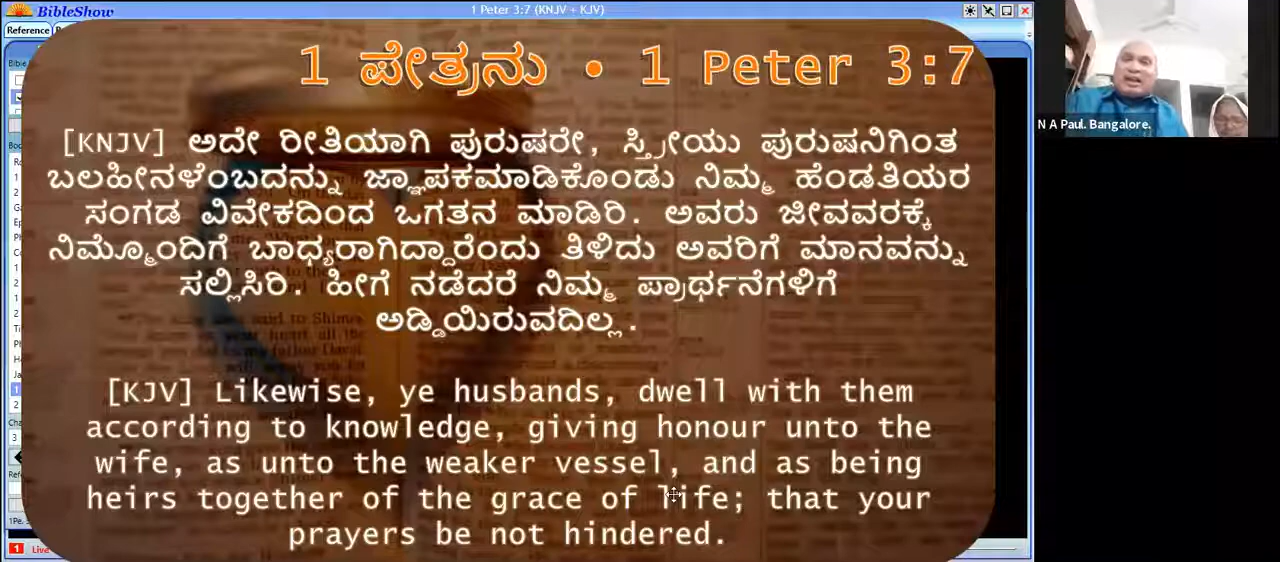 BibleShow
1 Peter 3:7 (KNJV + KJV)
Reference
1 ಪೇತ್ರನು • 1 Peter 3:7
[KNJV] ಅದೇ ರೀತಿಯಾಗಿ ಪುರುಷರೇ, ಸ್ತ್ರೀಯು ಪುರುಷನಿಗಿಂತ
ಬಲಹೀನಳೆಂಬದನ್ನು ಜ್ಞಾಪಕಮಾಡಿಕೊಂಡು ನಿಮ್ಮ ಹೆಂಡತಿಯರ
ಸಂಗಡ ವಿವೇಕದಿಂದ ಒಗತನ ಮಾಡಿರಿ. ಅವರು ಜೀವವರಕ್ಕೆ
ನಿಮ್ಮೊಂದಿಗೆ ಬಾಧ್ಯರಾಗಿದ್ದಾರೆಂದು ತಿಳಿದು ಅವರಿಗೆ ಮಾನವನ್ನು
ಸಲ್ಲಿಸಿರಿ. ಹೀಗೆ ನಡೆದರೆ ನಿಮ್ಮ ಪ್ರಾರ್ಥನೆಗಳಿಗೆ
ಅಡ್ಡಿಯಿರುವದಿಲ್ಲ.
[KJV] Likewise, ye husbands, dwell with them
according to knowledge, giving honour unto the
wife, as unto the weaker vessel, and as being
heirs together of the grace of life; that your
prayers be not hindered.
1 Live
N A Paul. Bangalore.